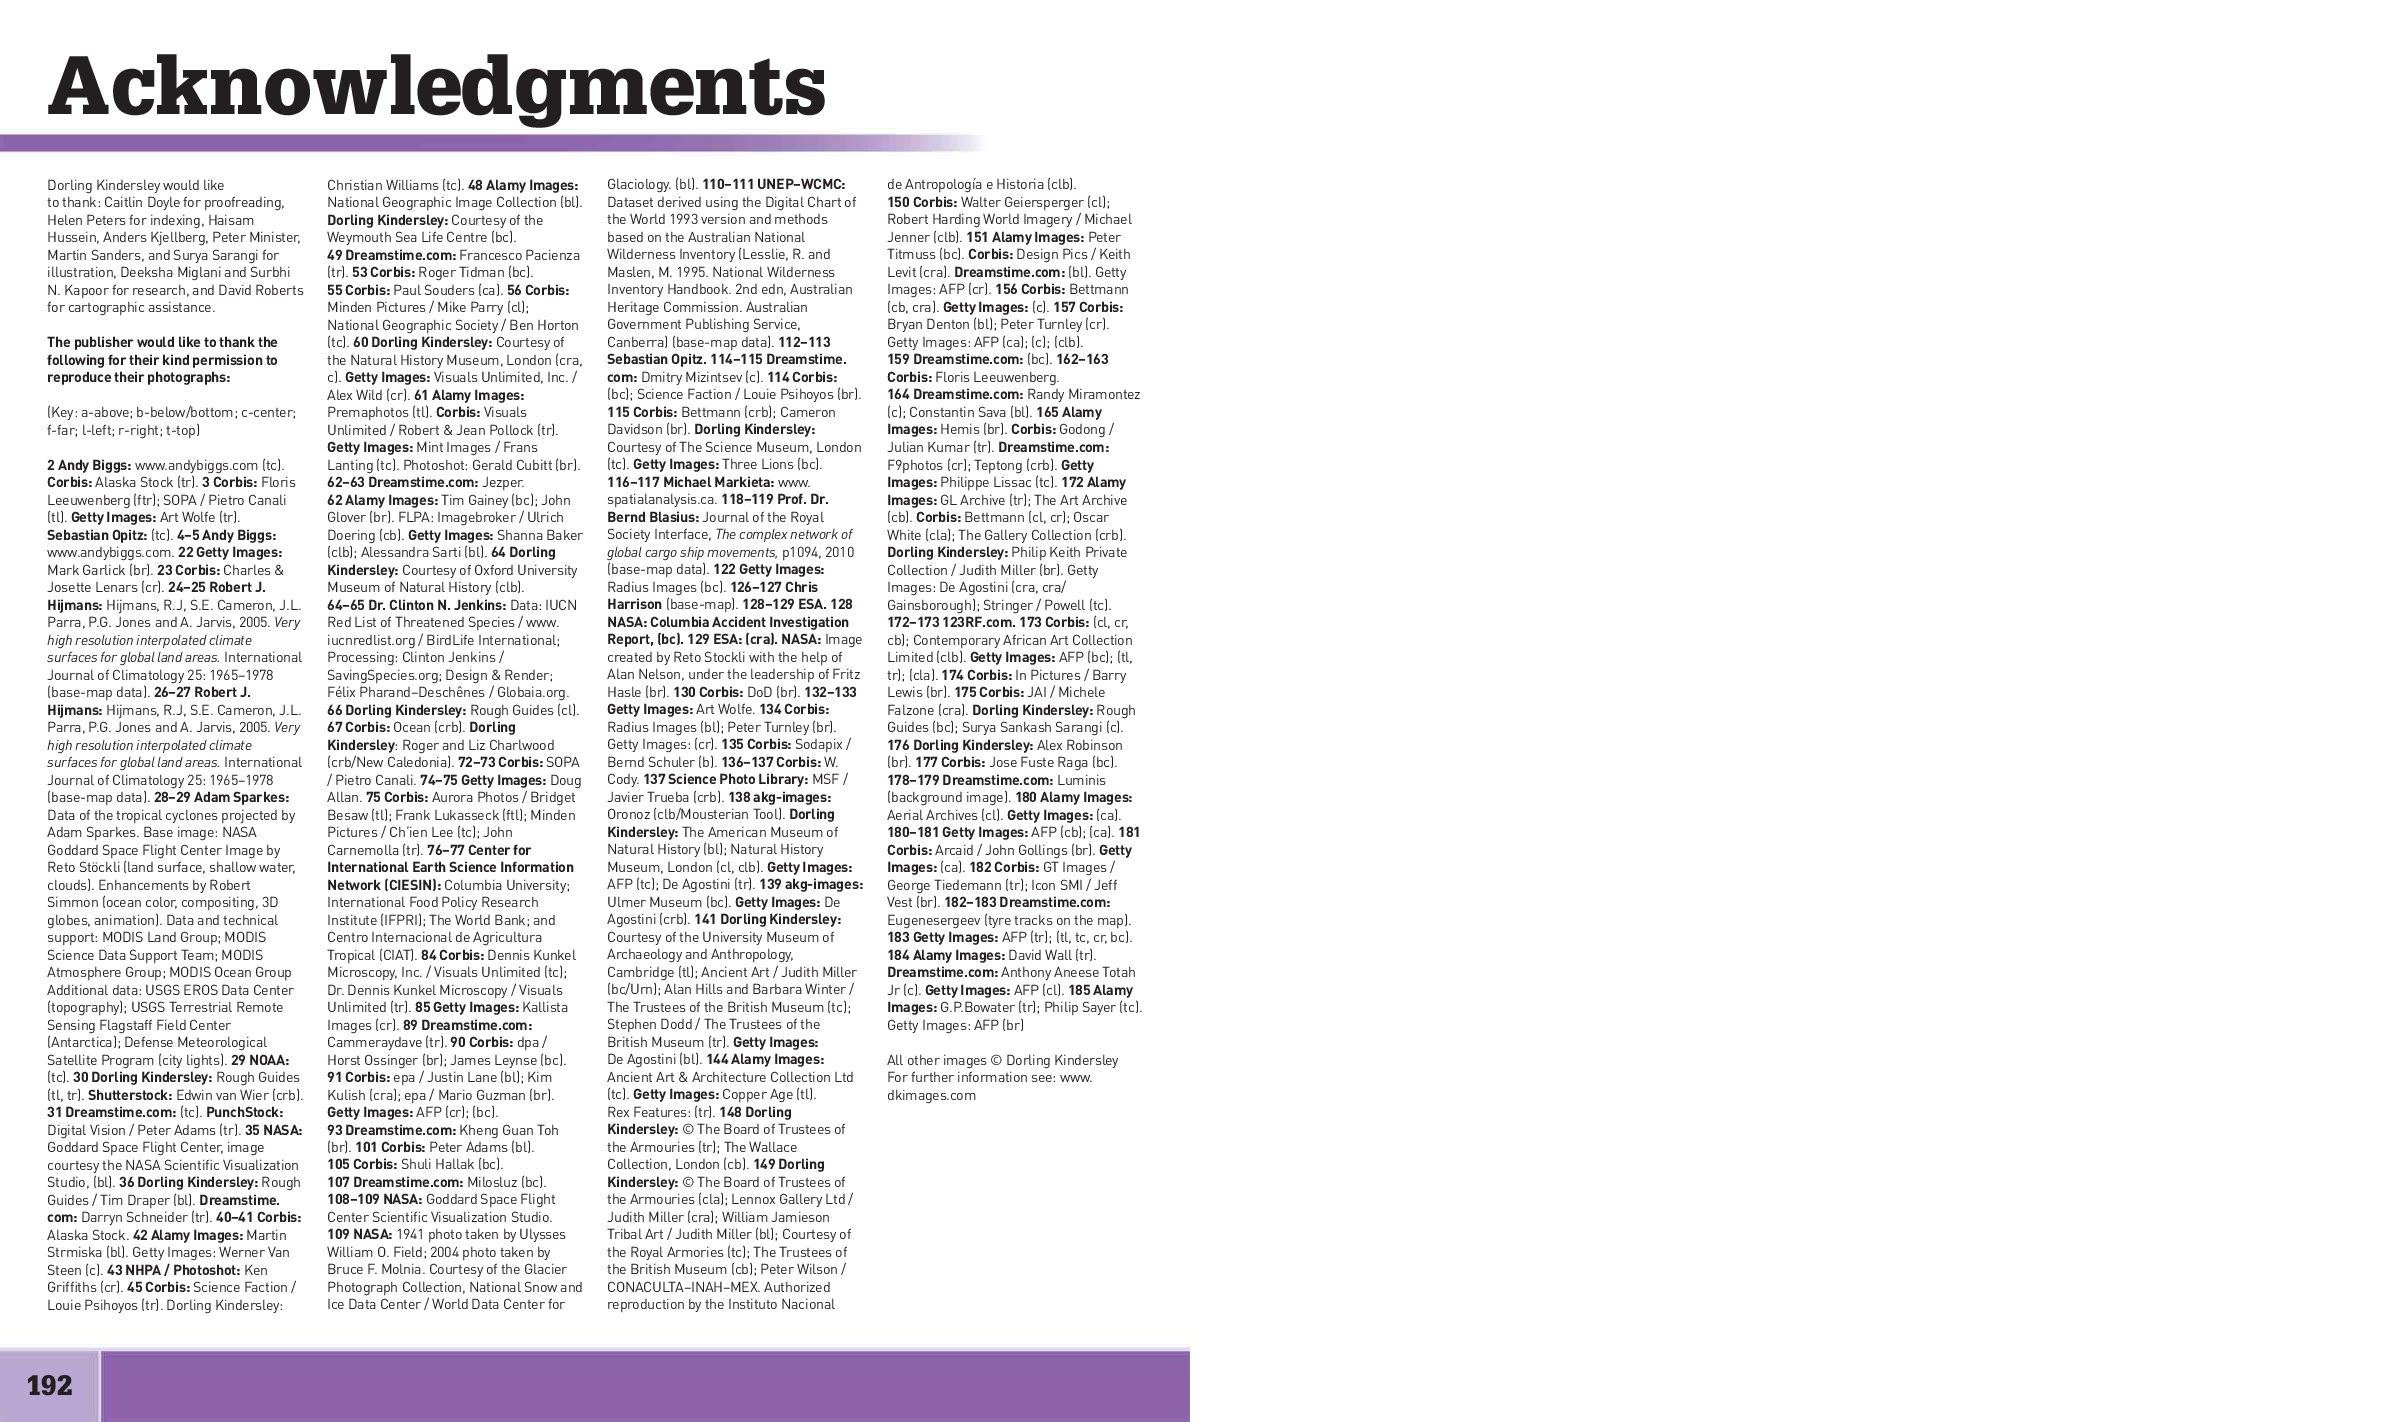 Acknowledgments
Dorling Kindersley would like
to thank: Caitlin Doyle for proofreading,
Helen Peters for indexing, Haisam
Hussein, Anders Kjellberg, Peter Minister,
Martin Sanders, and Surya Sarangi for
illustration, Deeksha Miglani and Surbhi
N. Kapoor for research, and David Roberts
for cartographic assistance.
The publisher would like to thank the
following for their kind permission to
reproduce their photographs:
(Key: a-above; b-below/bottom; c-center;
f-far; l-left; r-right; t-top)
2 Andy Biggs: www.andybiggs.com (tc).
Corbis: Alaska Stock (tr). 3 Corbis: Floris
Leeuwenberg (ftr); SOPA / Pietro Canali
(tl). Getty Images: Art Wolfe (tr).
Sebastian Opitz: (tc). 4–5 Andy Biggs:
www.andybiggs.com. 22 Getty Images:
Mark Garlick (br). 23 Corbis: Charles &
Josette Lenars (cr). 24–25 Robert J.
Hijmans: Hijmans, R.J, S.E. Cameron, J.L.
Parra, P.G. Jones and A. Jarvis, 2005. Very
high resolution interpolated climate
surfaces for global land areas. International
Journal of Climatology 25: 1965–1978
(base-map data). 26–27 Robert J.
Hijmans: Hijmans, R.J, S.E. Cameron, J.L.
Parra, P.G. Jones and A. Jarvis, 2005. Very
high resolution interpolated climate
surfaces for global land areas. International
Journal of Climatology 25: 1965–1978
(base-map data). 28–29 Adam Sparkes:
Data of the tropical cyclones projected by
Adam Sparkes. Base image: NASA
Goddard Space Flight Center Image by
Reto Stöckli (land surface, shallow water,
clouds). Enhancements by Robert
Simmon (ocean color, compositing, 3D
globes, animation). Data and technical
support: MODIS Land Group; MODIS
Science Data Support Team; MODIS
Atmosphere Group; MODIS Ocean Group
Additional data: USGS EROS Data Center
(topography); USGS Terrestrial Remote
Sensing Flagstaff Field Center
(Antarctica); Defense Meteorological
Satellite Program (city lights). 29 NOAA:
(tc). 30 Dorling Kindersley: Rough Guides
(tl, tr). Shutterstock: Edwin van Wier (crb).
31 Dreamstime.com: (tc). PunchStock:
Digital Vision / Peter Adams (tr). 35 NASA:
Goddard Space Flight Center, image
courtesy the NASA Scientific Visualization
Studio, (bl). 36 Dorling Kindersley: Rough
Guides / Tim Draper (bl). Dreamstime.
com: Darryn Schneider (tr). 40–41 Corbis:
Alaska Stock. 42 Alamy Images: Martin
Strmiska (bl). Getty Images: Werner Van
Steen (c). 43 NHPA / Photoshot: Ken
Griffiths (cr). 45 Corbis: Science Faction /
Louie Psihoyos (tr). Dorling Kindersley:
Christian Williams (tc). 48 Alamy Images:
National Geographic Image Collection (bl).
Dorling Kindersley: Courtesy of the
Weymouth Sea Life Centre (bc).
49 Dreamstime.com: Francesco Pacienza
(tr). 53 Corbis: Roger Tidman (bc).
55 Corbis: Paul Souders (ca). 56 Corbis:
Minden Pictures / Mike Parry (cl);
National Geographic Society / Ben Horton
(tc). 60 Dorling Kindersley: Courtesy of
the Natural History Museum, London (cra,
c). Getty Images: Visuals Unlimited, Inc. /
Alex Wild (cr). 61 Alamy Images:
Premaphotos (tl). Corbis: Visuals
Unlimited / Robert & Jean Pollock (tr).
Getty Images: Mint Images / Frans
Lanting (tc). Photoshot: Gerald Cubitt (br).
62–63 Dreamstime.com: Jezper.
62 Alamy Images: Tim Gainey (bc); John
Glover (br). FLPA: Imagebroker / Ulrich
Doering (cb). Getty Images: Shanna Baker
(clb); Alessandra Sarti (bl). 64 Dorling
Kindersley: Courtesy of Oxford University
Museum of Natural History (clb).
64–65 Dr. Clinton N. Jenkins: Data: IUCN
Red List of Threatened Species / www.
iucnredlist.org / BirdLife International;
Processing: Clinton Jenkins /
SavingSpecies.org; Design & Render;
Félix Pharand–Deschênes / Globaia.org.
66 Dorling Kindersley: Rough Guides (cl).
67 Corbis: Ocean (crb). Dorling
Kindersley: Roger and Liz Charlwood
(crb/New Caledonia). 72–73 Corbis: SOPA
/ Pietro Canali. 74–75 Getty Images: Doug
Allan. 75 Corbis: Aurora Photos / Bridget
Besaw (tl); Frank Lukasseck (ftl); Minden
Pictures / Ch'ien Lee (tc); John
Carnemolla (tr). 76–77 Center for
International Earth Science Information
Network (CIESIN): Columbia University;
International Food Policy Research
Institute (IFPRI); The World Bank; and
Centro Internacional de Agricultura
Tropical (CIAT). 84 Corbis: Dennis Kunkel
Microscopy, Inc. / Visuals Unlimited (tc);
Dr. Dennis Kunkel Microscopy / Visuals
Unlimited (tr). 85 Getty Images: Kallista
Images (cr). 89 Dreamstime.com:
Cammeraydave (tr). 90 Corbis: dpa /
Horst Ossinger (br); James Leynse (bc).
91 Corbis: epa / Justin Lane (bl); Kim
Kulish (cra); epa / Mario Guzman (br).
Getty Images: AFP (cr); (bc).
93 Dreamstime.com: Kheng Guan Toh
(br). 101 Corbis: Peter Adams (bl).
105 Corbis: Shuli Hallak (bc).
107 Dreamstime.com: Milosluz (bc).
108–109 NASA: Goddard Space Flight
Center Scientific Visualization Studio.
109 NASA: 1941 photo taken by Ulysses
William O. Field; 2004 photo taken by
Bruce F. Molnia. Courtesy of the Glacier
Photograph Collection, National Snow and
Ice Data Center / World Data Center for
Glaciology. (bl). 110–111 UNEP–WCMC:
Dataset derived using the Digital Chart of
the World 1993 version and methods
based on the Australian National
Wilderness Inventory (Lesslie, R. and
Maslen, M. 1995. National Wilderness
Inventory Handbook. 2nd edn, Australian
Heritage Commission. Australian
Government Publishing Service,
Canberra) (base-map data). 112–113
Sebastian Opitz. 114–115 Dreamstime.
com: Dmitry Mizintsev (c). 114 Corbis:
(bc); Science Faction / Louie Psihoyos (br).
115 Corbis: Bettmann (crb); Cameron
Davidson (br). Dorling Kindersley:
Courtesy of The Science Museum, London
(tc). Getty Images: Three Lions (bc).
116–117 Michael Markieta: www.
spatialanalysis.ca. 118–119 Prof. Dr.
Bernd Blasius: Journal of the Royal
Society Interface, The complex network of
global cargo ship movements, p1094, 2010
(base-map data). 122 Getty Images:
Radius Images (bc). 126–127 Chris
Harrison (base-map). 128–129 ESA. 128
NASA: Columbia Accident Investigation
Report, (bc). 129 ESA: (cra). NASA: Image
created by Reto Stockli with the help of
Alan Nelson, under the leadership of Fritz
Hasle (br). 130 Corbis: DoD (br). 132–133
Getty Images: Art Wolfe. 134 Corbis:
Radius Images (bl); Peter Turnley (br).
Getty Images: (cr). 135 Corbis: Sodapix /
Bernd Schuler (b). 136–137 Corbis: W.
Cody. 137 Science Photo Library: MSF /
Javier Trueba (crb). 138 akg-images:
Oronoz (clb/Mousterian Tool). Dorling
Kindersley: The American Museum of
Natural History (bl); Natural History
Museum, London (cl, clb). Getty Images:
AFP (tc); De Agostini (tr). 139 akg-images:
Ulmer Museum (bc). Getty Images: De
Agostini (crb). 141 Dorling Kindersley:
Courtesy of the University Museum of
Archaeology and Anthropology,
Cambridge (tl); Ancient Art / Judith Miller
(bc/Urn); Alan Hills and Barbara Winter /
The Trustees of the British Museum (tc);
Stephen Dodd / The Trustees of the
British Museum (tr). Getty Images:
De Agostini (bl). 144 Alamy Images:
Ancient Art & Architecture Collection Ltd
(tc). Getty Images: Copper Age (tl).
Rex Features: (tr). 148 Dorling
Kindersley: © The Board of Trustees of
the Armouries (tr); The Wallace
Collection, London (cb). 149 Dorling
Kindersley: © The Board of Trustees of
the Armouries (cla); Lennox Gallery Ltd /
Judith Miller (cra); William Jamieson
Tribal Art / Judith Miller (bl); Courtesy of
the Royal Armories (tc); The Trustees of
the British Museum (cb); Peter Wilson /
CONACULTA–INAH–MEX. Authorized
reproduction by the Instituto Nacional
de Antropología e Historia (clb).
150 Corbis: Walter Geiersperger (cl);
Robert Harding World Imagery / Michael
Jenner (clb). 151 Alamy Images: Peter
Titmuss (bc). Corbis: Design Pics / Keith
Levit (cra). Dreamstime.com: (bl). Getty
Images: AFP (cr). 156 Corbis: Bettmann
(cb, cra). Getty Images: (c). 157 Corbis:
Bryan Denton (bl); Peter Turnley (cr).
Getty Images: AFP (ca); (c); (clb).
159 Dreamstime.com: (bc). 162–163
Corbis: Floris Leeuwenberg.
164 Dreamstime.com: Randy Miramontez
(c); Constantin Sava (bl). 165 Alamy
Images: Hemis (br). Corbis: Godong /
Julian Kumar (tr). Dreamstime.com:
F9photos (cr); Teptong (crb). Getty
Images: Philippe Lissac (tc). 172 Alamy
Images: GL Archive (tr); The Art Archive
(cb). Corbis: Bettmann (cl, cr); Oscar
White (cla); The Gallery Collection (crb).
Dorling Kindersley: Philip Keith Private
Collection / Judith Miller (br). Getty
Images: De Agostini (cra, cra/
Gainsborough); Stringer / Powell (tc).
172–173 123RF.com. 173 Corbis: (cl, cr,
cb); Contemporary African Art Collection
Limited (clb). Getty Images: AFP (bc); (tl,
tr); (cla). 174 Corbis: In Pictures / Barry
Lewis (br). 175 Corbis: JAI / Michele
Falzone (cra). Dorling Kindersley: Rough
Guides (bc); Surya Sankash Sarangi (c).
176 Dorling Kindersley: Alex Robinson
(br). 177 Corbis: Jose Fuste Raga (bc).
178–179 Dreamstime.com: Luminis
(background image). 180 Alamy Images:
Aerial Archives (cl). Getty Images: (ca).
180–181 Getty Images: AFP (cb); (ca). 181
Corbis: Arcaid / John Gollings (br). Getty
Images: (ca). 182 Corbis: GT Images /
George Tiedemann (tr); Icon SMI / Jeff
Vest (br). 182–183 Dreamstime.com:
Eugenesergeev (tyre tracks on the map).
183 Getty Images: AFP (tr); (tl, tc, cr, bc).
184 Alamy Images: David Wall (tr).
Dreamstime.com: Anthony Aneese Totah
Jr (c). Getty Images: AFP (cl). 185 Alamy
Images: G.P.Bowater (tr); Philip Sayer (tc).
Getty Images: AFP (br)
All other images © Dorling Kindersley
For further information see: www.
dkimages.com
192